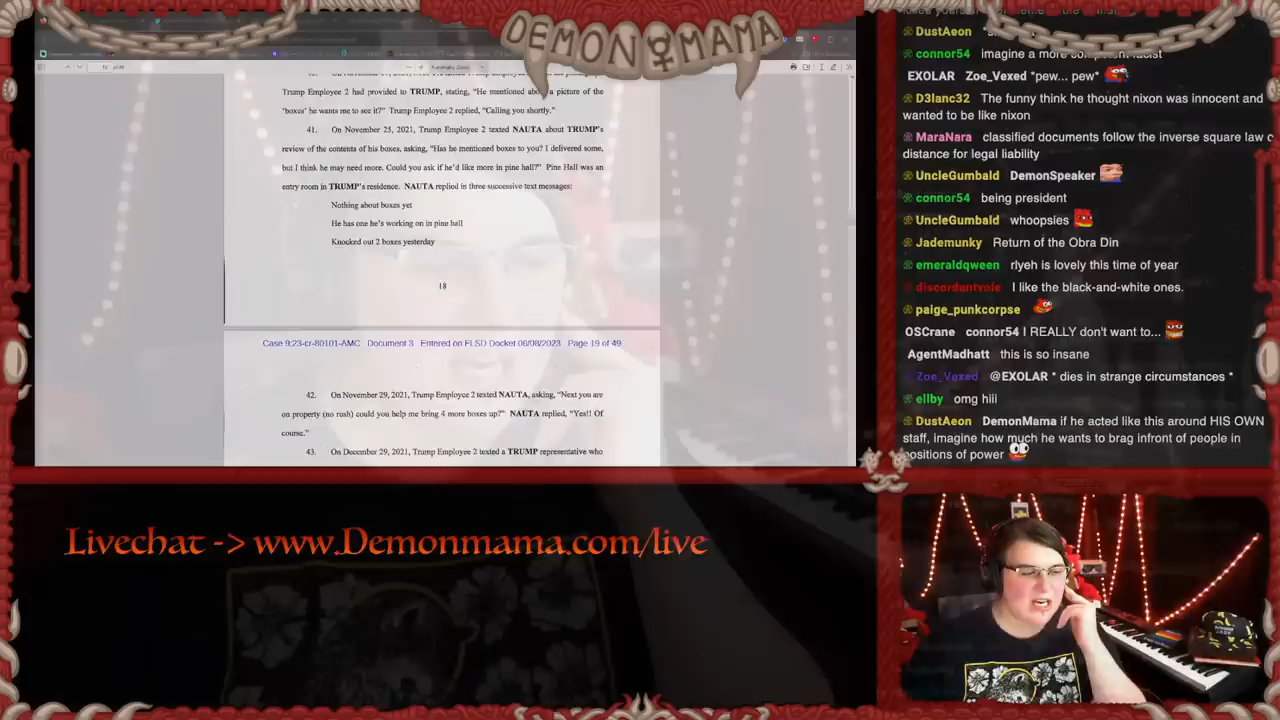 DEMON MAMA
Trump Employee 2 had provided to TRUMP, stating, “He mentioned about a picture of the
‘boxes’ he wants me to see it?” Trump Employee 2 replied, “Calling you shortly.”
41. On November 25, 2021, Trump Employee 2 texted NAUTA about TRUMP’s
review of the contents of his boxes, asking, “Has he mentioned boxes to you? I delivered some,
but I think he may need more. Could you ask if he’d like more in pine hall?” Pine Hall was an
entry room in TRUMP’s residence. NAUTA replied in three successive text messages:
Nothing about boxes yet
He has one he’s working on in pine hall
Knocked out 2 boxes yesterday
18
Case 9:23-cr-80101-AMC Document 3 Entered on FLSD Docket 06/08/2023 Page 19 of 49
42. On November 29, 2021, Trump Employee 2 texted NAUTA, asking, “Next you are
on property (no rush) could you help me bring 4 more boxes up?” NAUTA replied, “Yes!! Of
course.”
43. On December 29, 2021, Trump Employee 2 texted a TRUMP representative who
Livechat -> www.Demonmama.com/live
DustAeon
connor54 imagine a more
EXOLAR Zoe_Vexed *pew... pew*
D3lanc32 The funny think he thought nixon was innocent and
wanted to be like nixon
MaraNara classified documents follow the inverse square law o
distance for legal liability
UncleGumbald DemonSpeaker
connor54 being president
UncleGumbald whoopsies
Jademunky Return of the Obra Din
emeraldqween rlyeh is lovely this time of year
discordantvole I like the black-and-white ones.
paige_punkcorpse
OSCrane connor54 I REALLY don't want to...
AgentMadhatt this is so insane
Zoe_Vexed @EXOLAR * dies in strange circumstances *
ellby omg hiii
DustAeon DemonMama if he acted like this around HIS OWN
staff, imagine how much he wants to brag infront of people in
positions of power